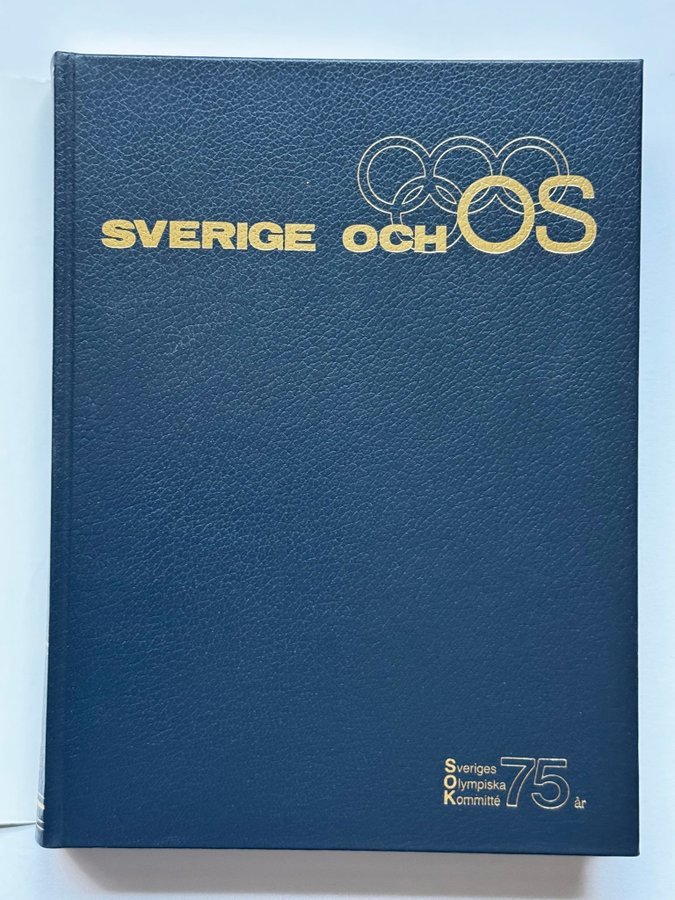 SVERIGE OCH OS
Sveriges
Olympiska
Kommitté 75 år